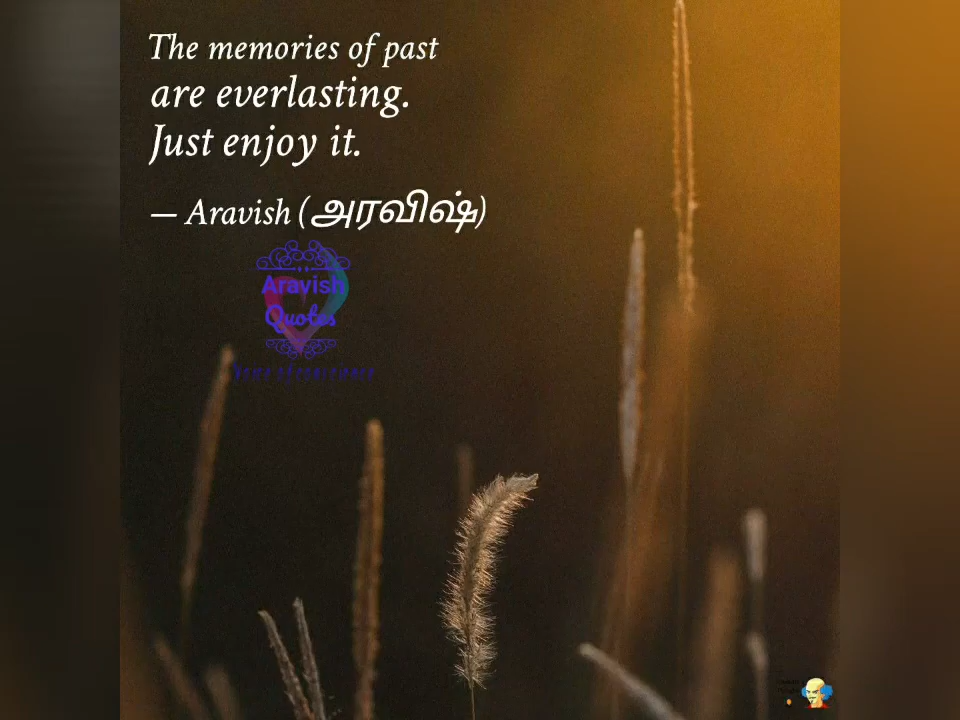 The memories of past
are everlasting.
Just enjoy it.
— Aravish (அரவிஷ்)
Aravish
Quotes